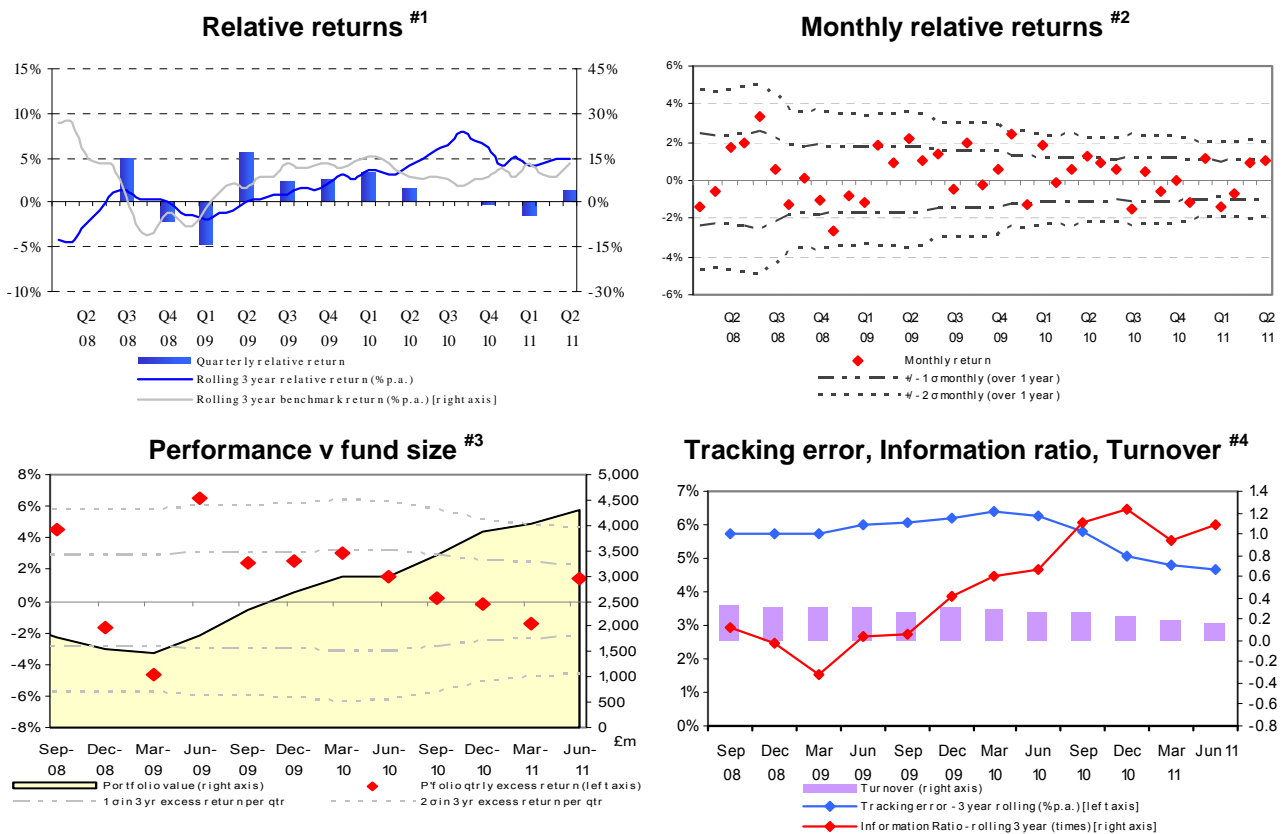 Relative returns #1
15%
10%
5%
0%
-5%
-10%
45%
30%
15%
0%
-15%
-30%
Q2 Q3 Q4 Q1 Q2 Q3 Q4 Q1 Q2 Q3 Q4 Q1 Q2
08 08 08 09 09 09 09 10 10 10 10 11 11
Quarterly relative return
Rolling 3 year relative return (% p.a.)
Rolling 3 year benchmark return (% p.a.) [right axis]
Monthly relative returns #2
6%
4%
2%
0%
-2%
-4%
-6%
Q2 Q3 Q4 Q1 Q2 Q3 Q4 Q1 Q2 Q3 Q4 Q1 Q2
08 08 08 09 09 09 09 10 10 10 10 11 11
Monthly return
+/- 1 σ monthly (over 1 year)
+/- 2 σ monthly (over 1 year)
Performance v fund size #3
8%
6%
4%
2%
0%
-2%
-4%
-6%
-8%
5,000
4,500
4,000
3,500
3,000
2,500
2,000
1,500
1,000
500
0
£m
Sep- Dec- Mar- Jun- Sep- Dec- Mar- Jun- Sep- Dec- Mar- Jun-
08 08 09 09 09 09 10 10 10 10 11 11
Portfolio value (right axis)
P'folio qtrly excess return (left axis)
1 σ in 3 yr excess return per qtr
2 σ in 3 yr excess return per qtr
Tracking error, Information ratio, Turnover #4
7%
6%
5%
4%
3%
2%
1%
0%
1.4
1.2
1.0
0.8
0.6
0.4
0.2
0.0
-0.2
-0.4
-0.6
-0.8
Sep Dec Mar Jun Sep Dec Mar Jun Sep Dec Mar Jun 11
08 08 09 09 09 09 10 10 10 10 11
Turnover (right axis)
Tracking error - 3 year rolling (% p.a.) [left axis]
Information Ratio - rolling 3 year (times) [right axis]